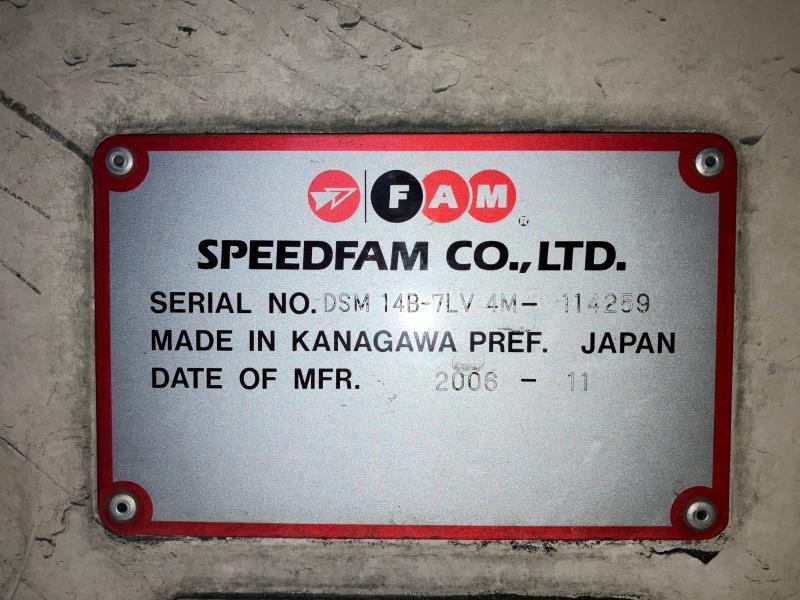 FAM®
SPEEDFAM CO., LTD.
SERIAL NO. DSM 14B-7LV 4M- 114259
MADE IN KANAGAWA PREF. JAPAN
DATE OF MFR. 2006 - 11